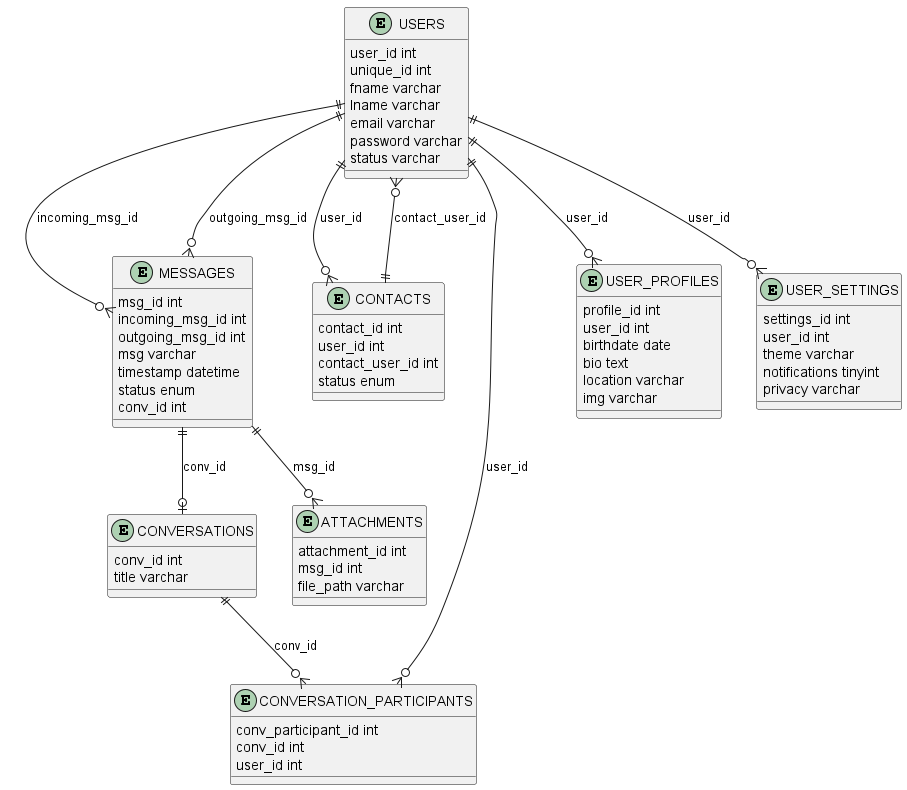 E USERS
user_id int
unique_id int
fname varchar
lname varchar
email varchar
password varchar
status varchar
incoming_msg_id
outgoing_msg_id
user_id
contact_user_id
user_id
user_id
E MESSAGES
msg_id int
incoming_msg_id int
outgoing_msg_id int
msg varchar
timestamp datetime
status enum
conv_id int
E CONTACTS
contact_id int
user_id int
contact_user_id int
status enum
E USER_PROFILES
profile_id int
user_id int
birthdate date
bio text
location varchar
img varchar
E USER_SETTINGS
settings_id int
user_id int
theme varchar
notifications tinyint
privacy varchar
conv_id
msg_id
user_id
E CONVERSATIONS
conv_id int
title varchar
E ATTACHMENTS
attachment_id int
msg_id int
file_path varchar
conv_id
E CONVERSATION_PARTICIPANTS
conv_participant_id int
conv_id int
user_id int